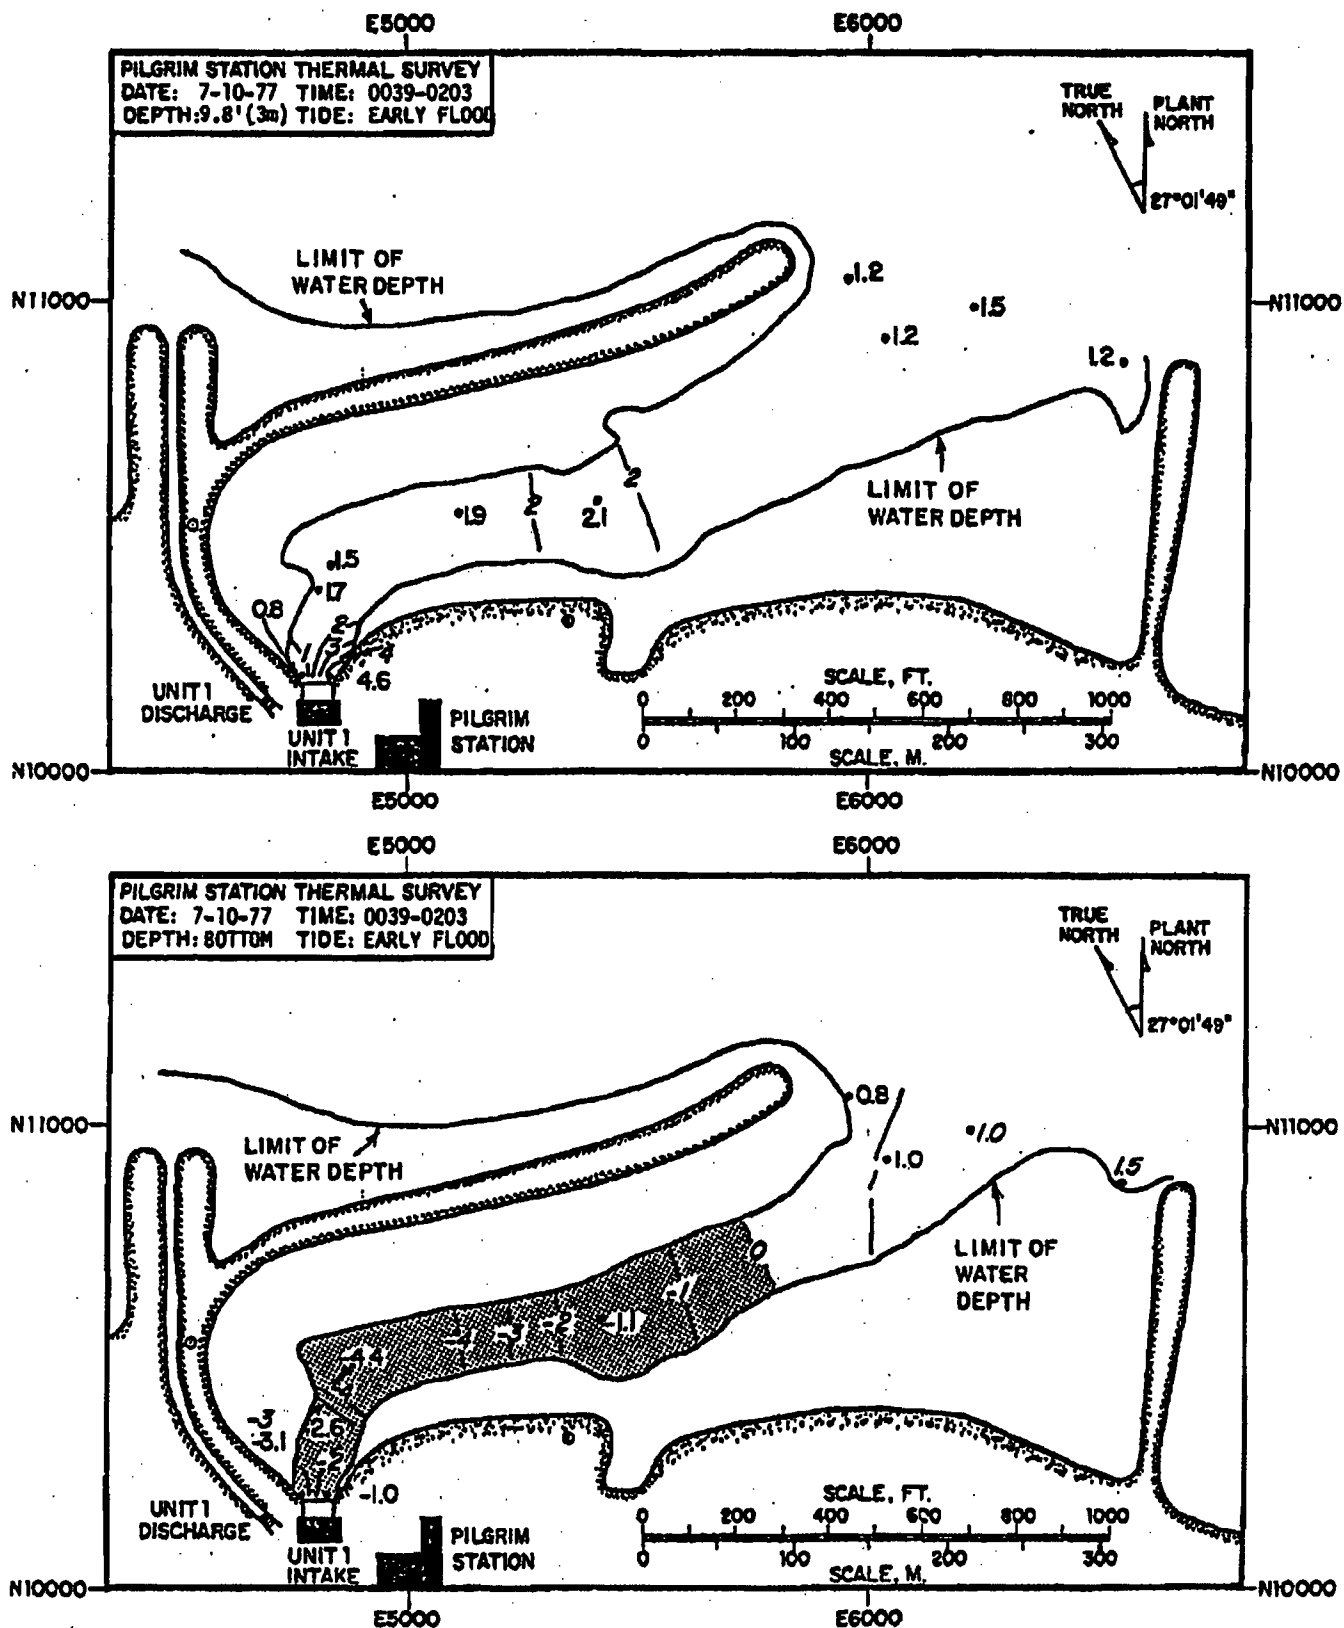 E5000
E6000
PILGRIM STATION THERMAL SURVEY
DATE: 7-10-77 TIME: 0039-0203
DEPTH:9.8'(3m) TIDE: EARLY FLOOD
TRUE NORTH
PLANT NORTH
27°01'49"
LIMIT OF
WATER DEPTH
N11000
N11000
1.2
1.5
1.2
1.2
2
LIMIT OF
WATER DEPTH
1.9
2
2.1
1.5
1.7
0.8
1
2
3
4
4.6
UNIT 1
DISCHARGE
UNIT 1
INTAKE
PILGRIM
STATION
SCALE, FT.
0 200 400 600 800 1000
0 100 200 300
SCALE, M.
N10000
N10000
E5000
E6000
E5000
E6000
PILGRIM STATION THERMAL SURVEY
DATE: 7-10-77 TIME: 0039-0203
DEPTH: BOTTOM TIDE: EARLY FLOOD
TRUE NORTH
PLANT NORTH
27°01'49"
0.8
N11000
N11000
LIMIT OF
WATER DEPTH
1.0
1.0
1.5
0
LIMIT OF
WATER
DEPTH
-1
-1.1
-2
-3
-4
-4.4
-3
-3.1
-2.6
-2
-1.0
UNIT 1
DISCHARGE
UNIT 1
INTAKE
PILGRIM
STATION
SCALE, FT.
0 200 400 600 800 1000
0 100 200 300
SCALE, M.
N10000
N10000
E5000
E6000